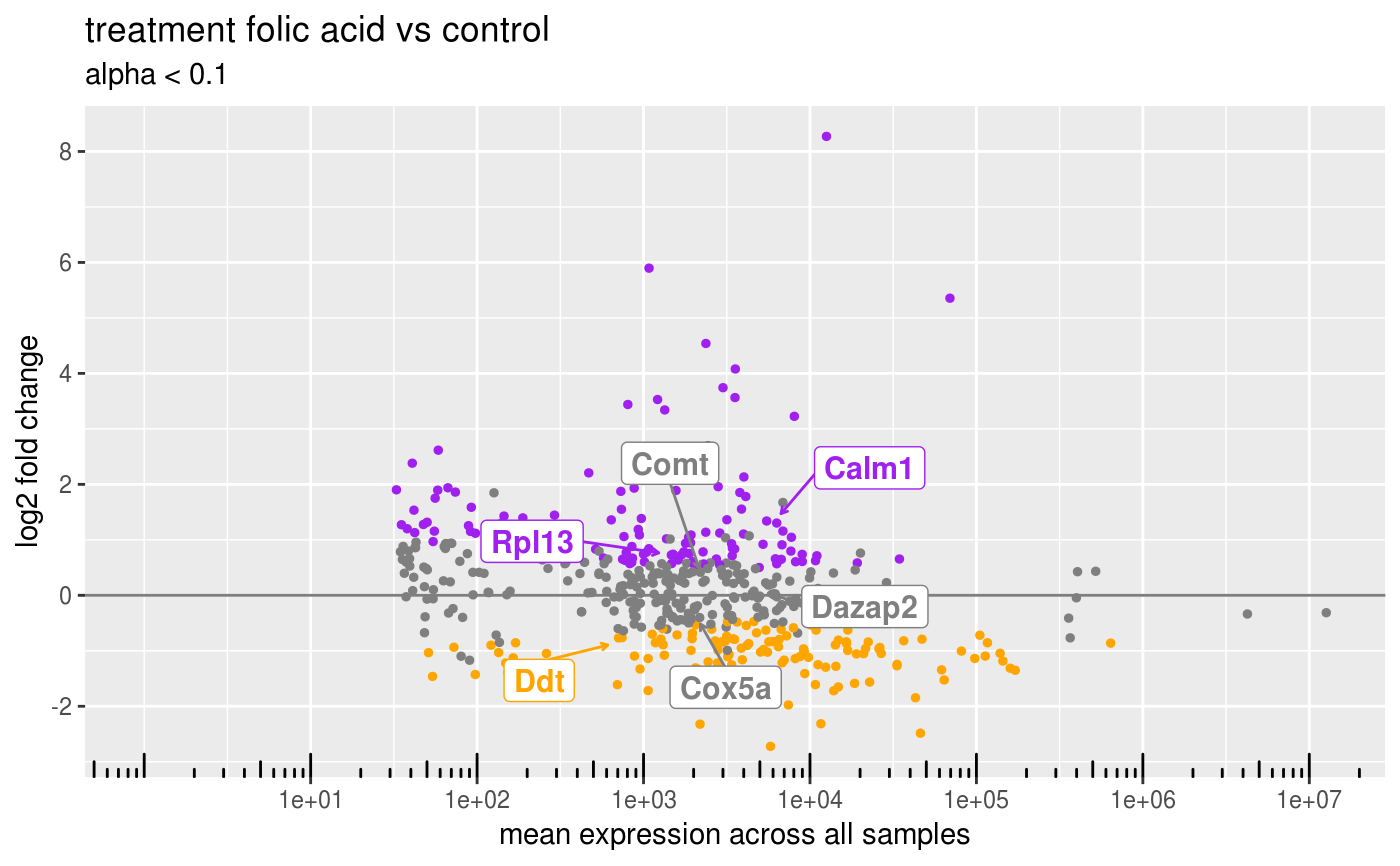 treatment folic acid vs control
alpha < 0.1
log2 fold change
8
6
4
2
0
-2
Comt
Calm1
Rpl13
Dazap2
Ddt
Cox5a
1e+01 1e+02 1e+03 1e+04 1e+05 1e+06 1e+07
mean expression across all samples